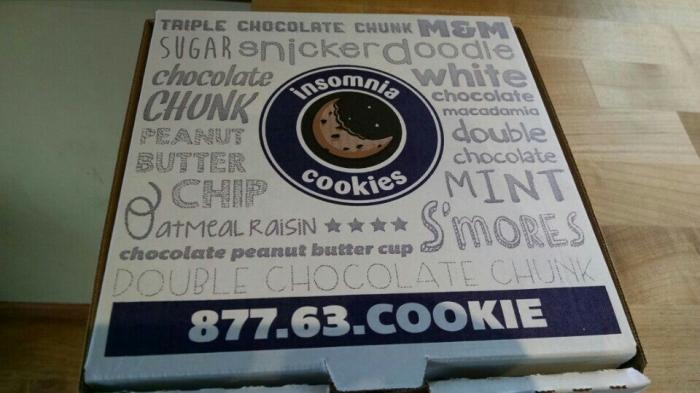 TRIPLE CHOCOLATE CHUNK M&M
SUGAR snickerdoodle
chocolate CHUNK
insomnia cookies
white chocolate macadamia
PEANUT BUTTER CHIP
double chocolate MINT
Oatmeal Raisin ★★★★ S'MORES
chocolate peanut butter cup
DOUBLE CHOCOLATE CHUNK
877.63.COOKIE